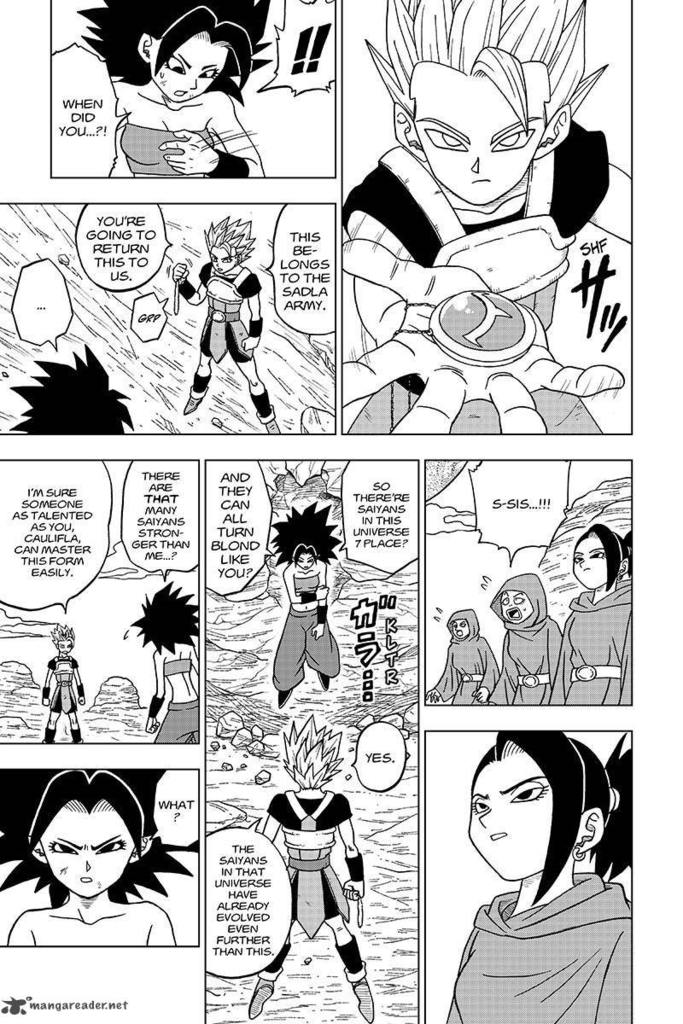 SHF
サッ
!!
WHEN
DID
YOU...?!
THIS
BE-
LONGS
TO THE
SADLA
ARMY.
YOU'RE
GOING TO
RETURN
THIS TO
US.
GRP
...
S-SIS...!!!
SO
THERE'RE
SAIYANS
IN THIS
UNIVERSE
7 PLACE?
AND
THEY
CAN
ALL
TURN
BLOND
LIKE
YOU?
ガラ...
KLTR
YES.
THE
SAIYANS
IN THAT
UNIVERSE
HAVE
ALREADY
EVOLVED
EVEN
FURTHER
THAN THIS.
THERE
ARE
THAT
MANY
SAIYANS
STRON-
GER THAN
ME...?
I'M SURE
SOMEONE
AS TALENTED
AS YOU,
CAULIFLA,
CAN MASTER
THIS FORM
EASILY.
WHAT
?
mangareader.net